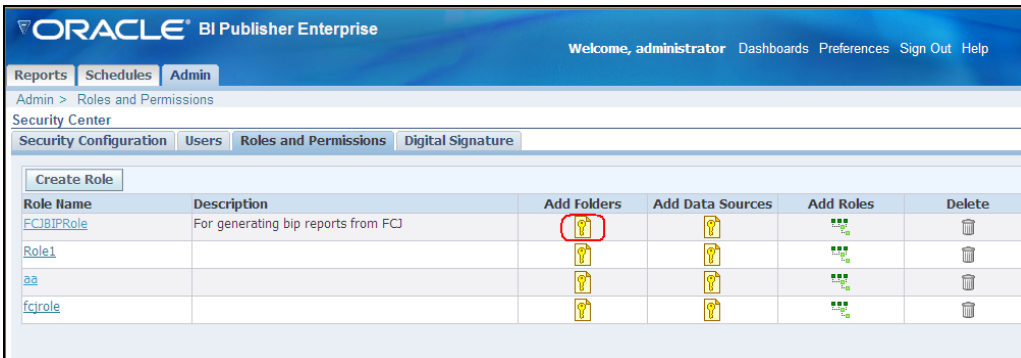 ORACLE® BI Publisher Enterprise
Welcome, administrator Dashboards Preferences Sign Out Help
Reports Schedules Admin
Admin > Roles and Permissions
Security Center
Security Configuration Users Roles and Permissions Digital Signature
Create Role
Role Name Description Add Folders Add Data Sources Add Roles Delete
FCJBIPRole For generating bip reports from FCJ
Role1
aa
fcjrole